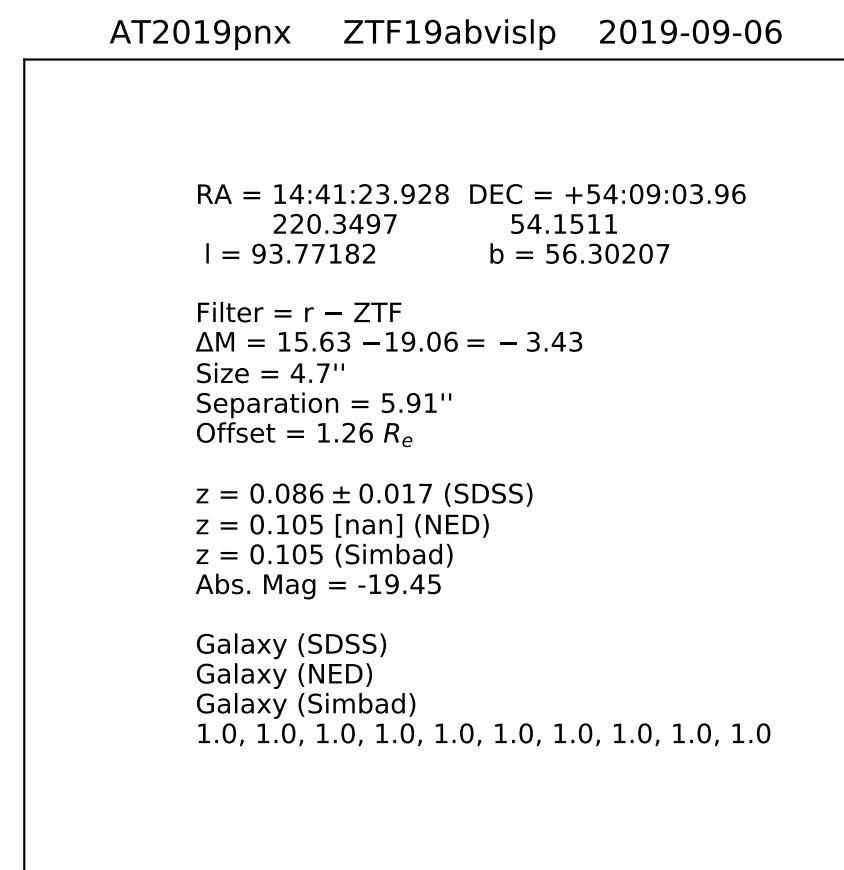 AT2019pnx ZTF19abvislp 2019-09-06
RA = 14:41:23.928 DEC = +54:09:03.96
220.3497 54.1511
l = 93.77182 b = 56.30207
Filter = r − ZTF
ΔM = 15.63 −19.06 = − 3.43
Size = 4.7''
Separation = 5.91''
Offset = 1.26 Re
z = 0.086 ± 0.017 (SDSS)
z = 0.105 [nan] (NED)
z = 0.105 (Simbad)
Abs. Mag = -19.45
Galaxy (SDSS)
Galaxy (NED)
Galaxy (Simbad)
1.0, 1.0, 1.0, 1.0, 1.0, 1.0, 1.0, 1.0, 1.0, 1.0